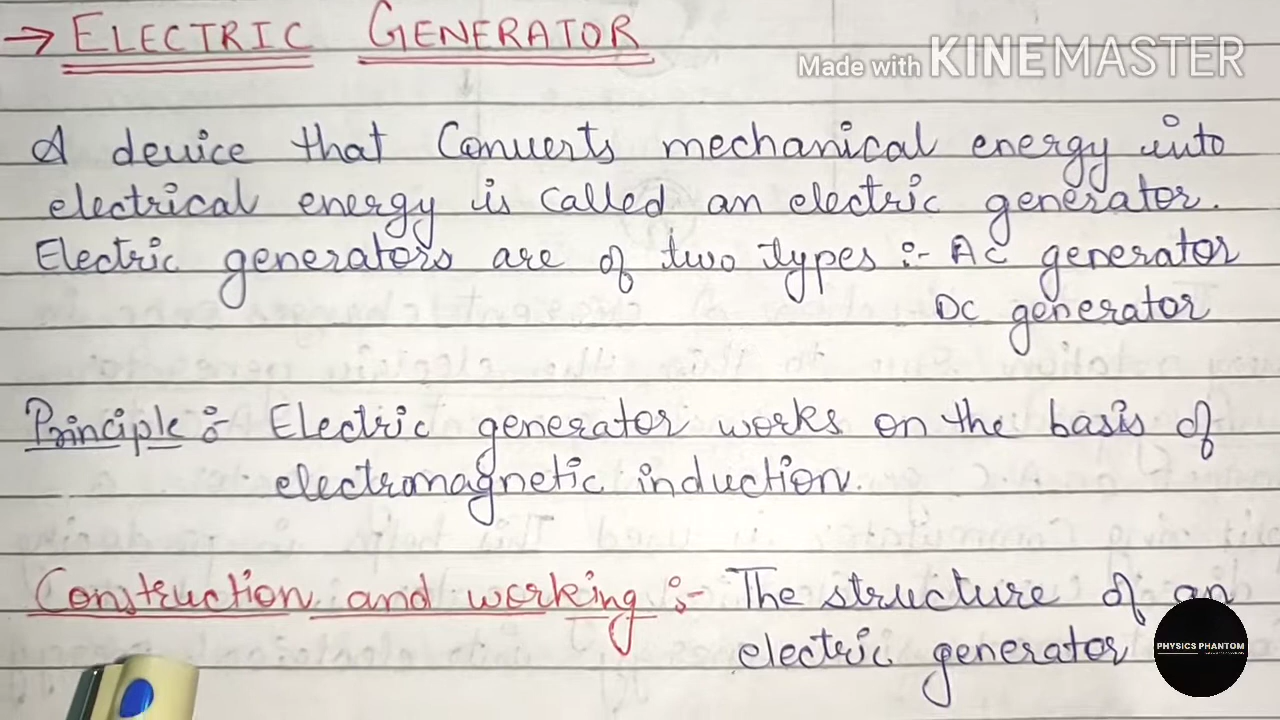 → ELECTRIC GENERATOR
Made with KINEMASTER
A device that Converts mechanical energy into
electrical energy is called an electric generator.
Electric generators are of two types :- AC generator
DC generator
Principle :- Electric generator works on the basis of
electromagnetic induction.
Construction and working :- The structure of an
electric generator
PHYSICS PHANTOM